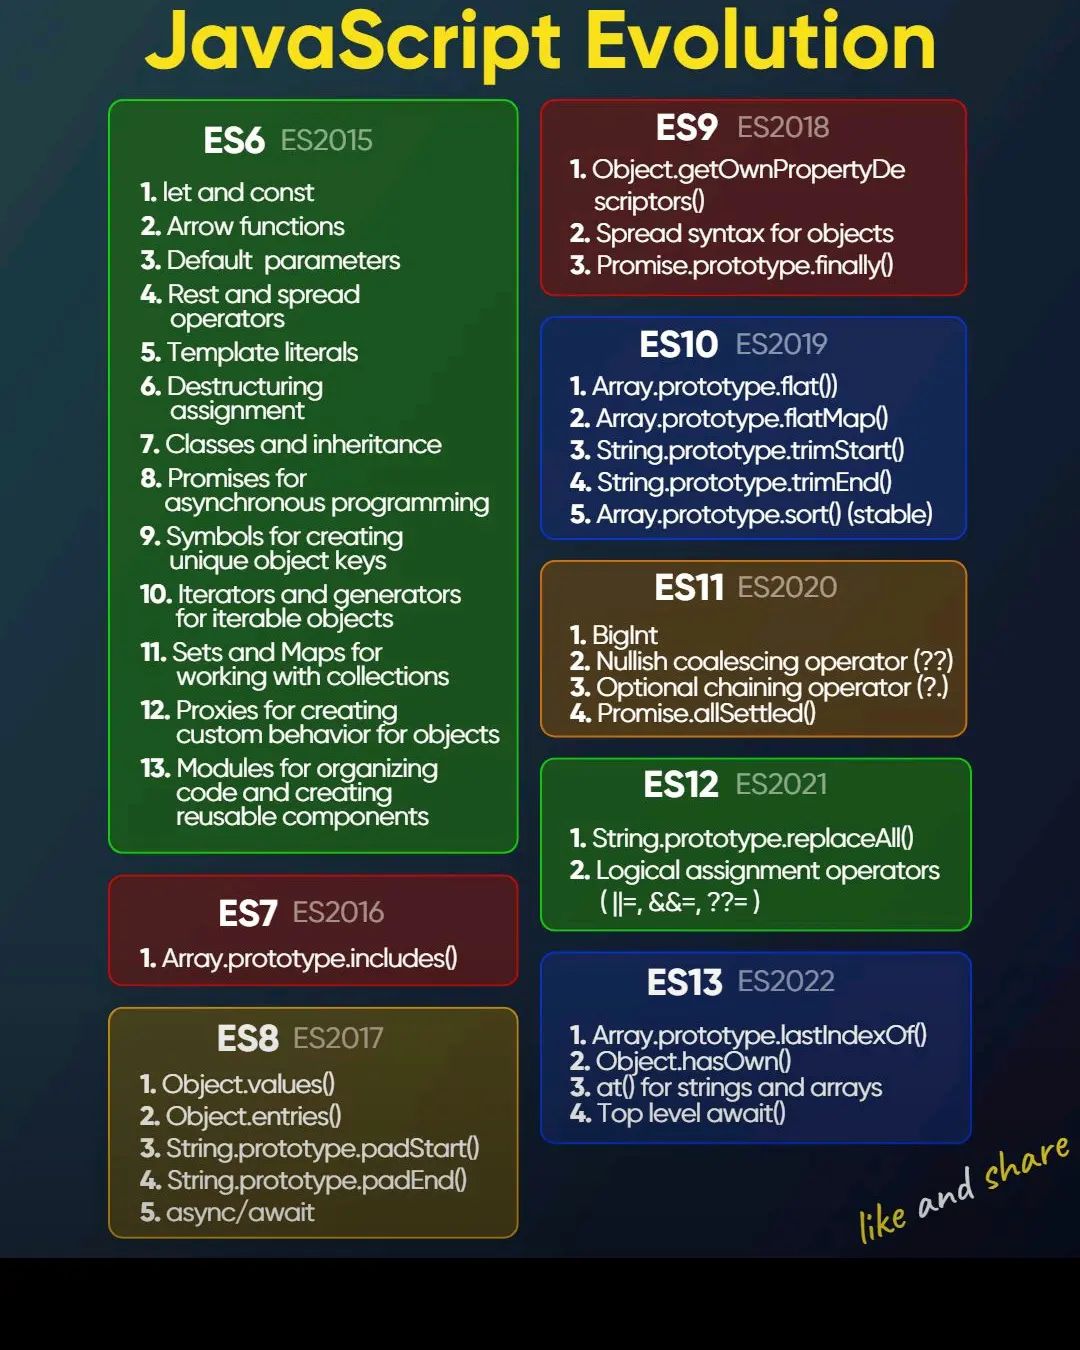 JavaScript Evolution
ES6 ES2015
1. let and const
2. Arrow functions
3. Default parameters
4. Rest and spread
operators
5. Template literals
6. Destructuring
assignment
7. Classes and inheritance
8. Promises for
asynchronous programming
9. Symbols for creating
unique object keys
10. Iterators and generators
for iterable objects
11. Sets and Maps for
working with collections
12. Proxies for creating
custom behavior for objects
13. Modules for organizing
code and creating
reusable components
ES7 ES2016
1. Array.prototype.includes()
ES8 ES2017
1. Object.values()
2. Object.entries()
3. String.prototype.padStart()
4. String.prototype.padEnd()
5. async/await
ES9 ES2018
1. Object.getOwnPropertyDe
scriptors()
2. Spread syntax for objects
3. Promise.prototype.finally()
ES10 ES2019
1. Array.prototype.flat())
2. Array.prototype.flatMap()
3. String.prototype.trimStart()
4. String.prototype.trimEnd()
5. Array.prototype.sort() (stable)
ES11 ES2020
1. BigInt
2. Nullish coalescing operator (??)
3. Optional chaining operator (?.)
4. Promise.allSettled()
ES12 ES2021
1. String.prototype.replaceAll()
2. Logical assignment operators
( ||=, &&=, ??= )
ES13 ES2022
1. Array.prototype.lastIndexOf()
2. Object.hasOwn()
3. at() for strings and arrays
4. Top level await()
like and share